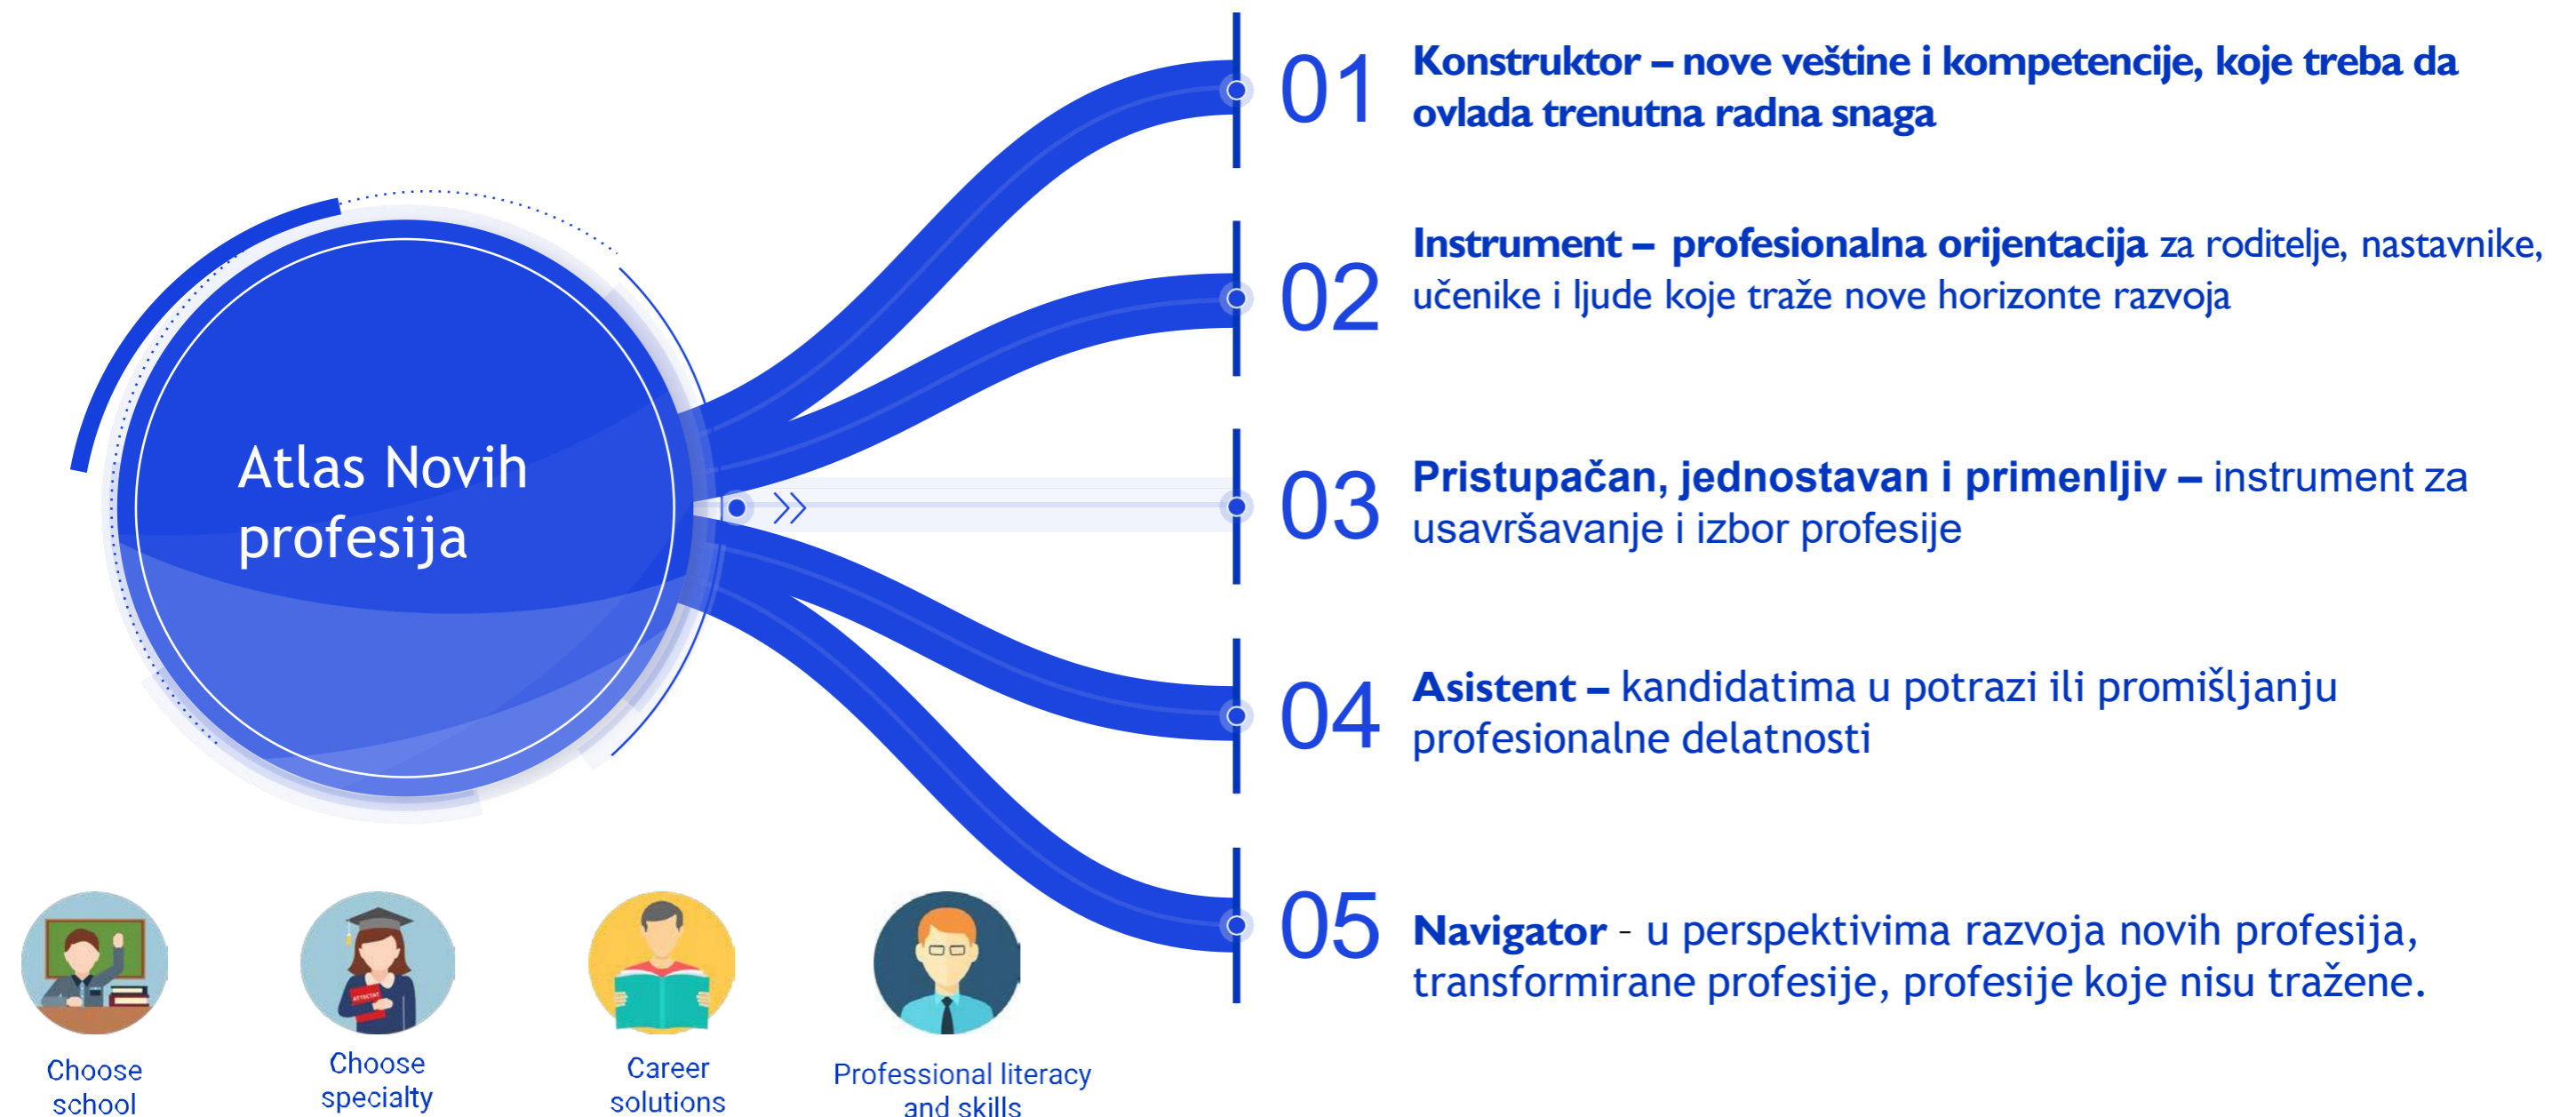 Atlas Novih
profesija
01
Konstruktor – nove veštine i kompetencije, koje treba da
ovlada trenutna radna snaga
02
Instrument – profesionalna orijentacija za roditelje, nastavnike,
učenike i ljude koje traže nove horizonte razvoja
03
Pristupačan, jednostavan i primenljiv – instrument za
usavršavanje i izbor profesije
04
Asistent – kandidatima u potrazi ili promišljanju
profesionalne delatnosti
05
Navigator - u perspektivima razvoja novih profesija,
transformirane profesije, profesije koje nisu tražene.
ATTECTAT
Choose
school
Choose
specialty
Career
solutions
Professional literacy
and skills